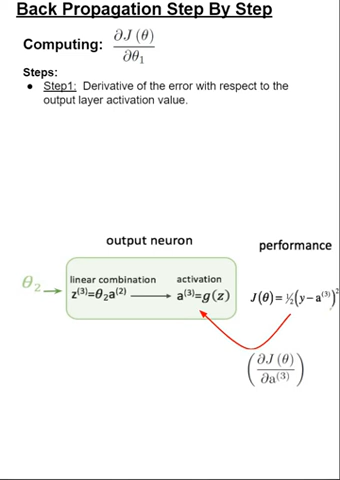 Back Propagation Step By Step
Computing: ∂J (θ) / ∂θ₁
Steps:
● Step1: Derivative of the error with respect to the
output layer activation value.
output neuron
performance
linear combination activation
θ₂ z⁽³⁾=θ₂a⁽²⁾ a⁽³⁾=g(z) J(θ)=½(y−a⁽³⁾)²
(∂J (θ) / ∂a⁽³⁾)